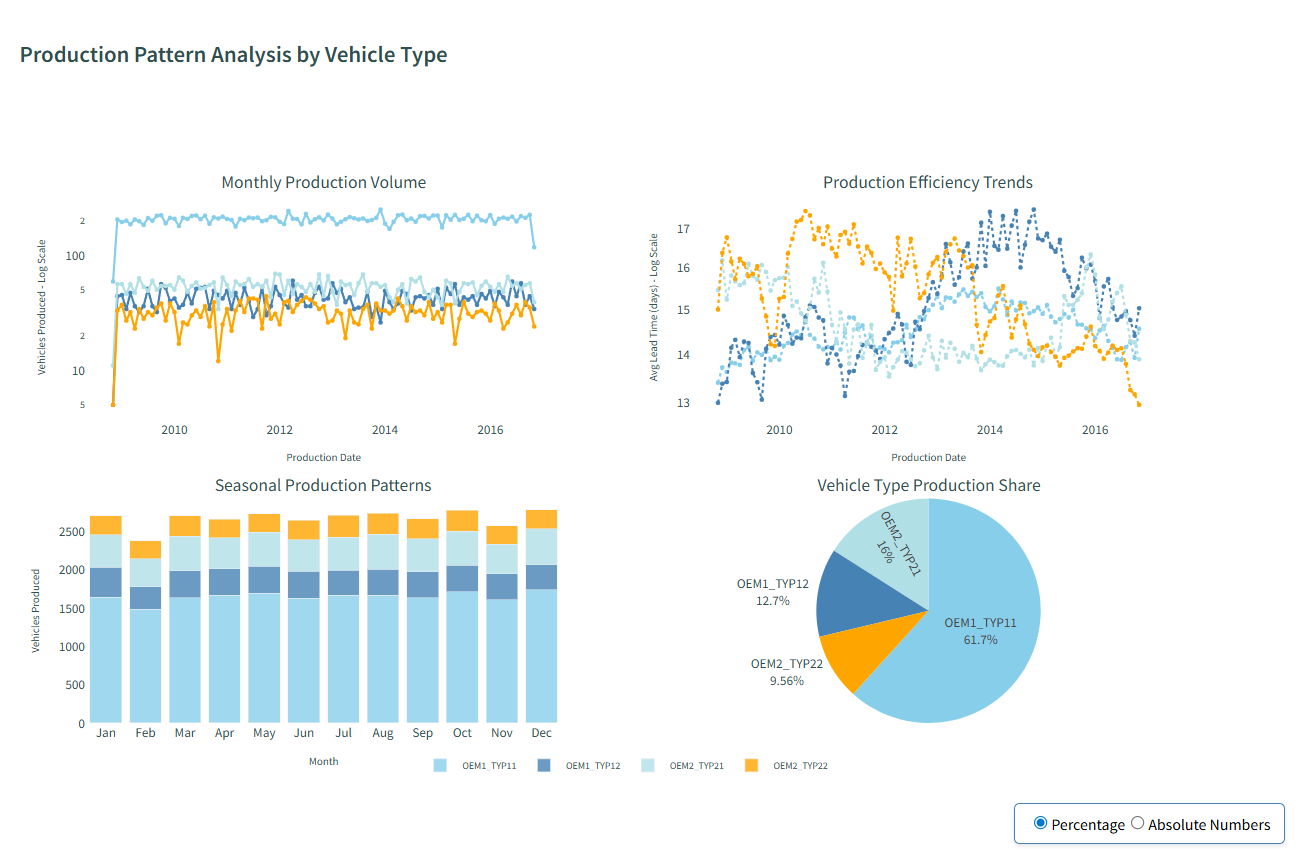 Production Pattern Analysis by Vehicle Type
Monthly Production Volume
Vehicles Produced - Log Scale
2
100
5
2
10
5
2010
2012
2014
2016
Production Date
Production Efficiency Trends
Avg Lead Time (days) - Log Scale
17
16
15
14
13
2010
2012
2014
2016
Production Date
Seasonal Production Patterns
Vehicles Produced
2500
2000
1500
1000
500
0
Jan
Feb
Mar
Apr
May
Jun
Jul
Aug
Sep
Oct
Nov
Dec
Month
Vehicle Type Production Share
OEM2_TYP21
16%
OEM1_TYP12
12.7%
OEM1_TYP11
61.7%
OEM2_TYP22
9.56%
OEM1_TYP11
OEM1_TYP12
OEM2_TYP21
OEM2_TYP22
Percentage
Absolute Numbers